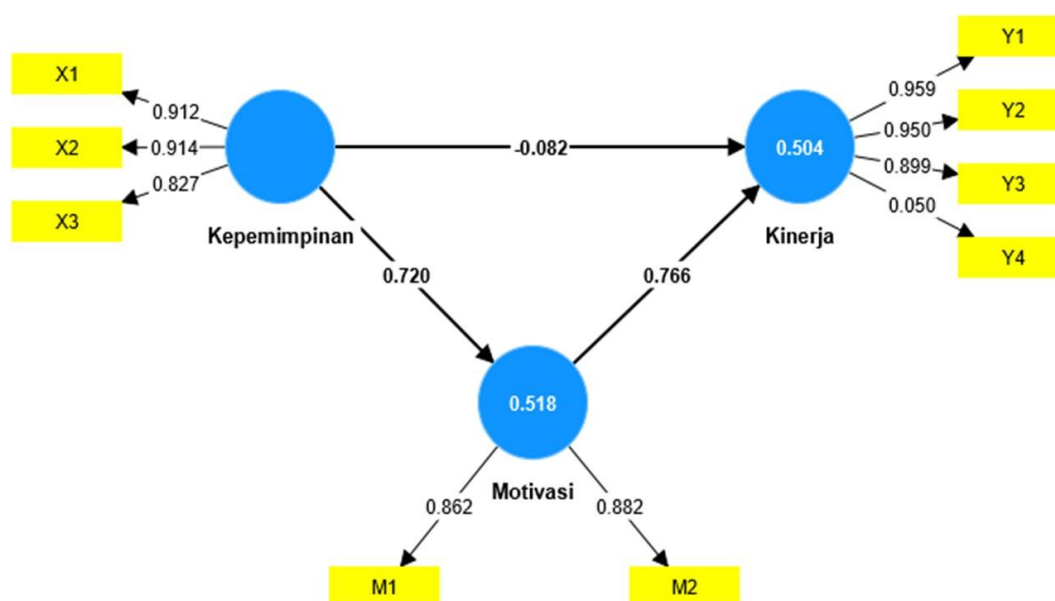 X1
X2
X3
0.912
0.914
0.827
Kepemimpinan
-0.082
0.720
0.766
0.504
Kinerja
0.959
0.950
0.899
0.050
Y1
Y2
Y3
Y4
0.518
Motivasi
0.862
0.882
M1
M2